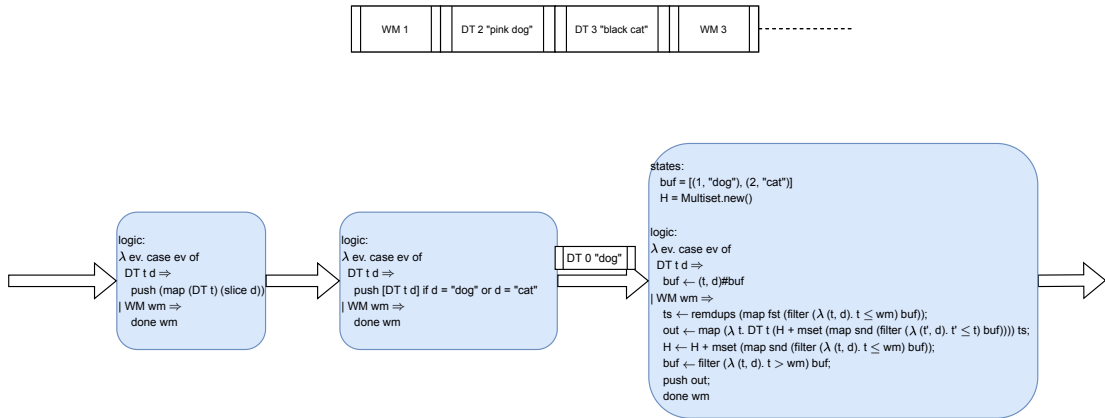 WM 1
DT 2 "pink dog"
DT 3 "black cat"
WM 3
logic:
λ ev. case ev of
DT t d ⇒
push (map (DT t) (slice d))
| WM wm ⇒
done wm
logic:
λ ev. case ev of
DT t d ⇒
push [DT t d] if d = "dog" or d = "cat"
| WM wm ⇒
done wm
DT 0 "dog"
states:
buf = [(1, "dog"), (2, "cat")]
H = Multiset.new()
logic:
λ ev. case ev of
DT t d ⇒
buf ← (t, d)#buf
| WM wm ⇒
ts ← remdups (map fst (filter (λ (t, d). t ≤ wm) buf));
out ← map (λ t. DT t (H + mset (map snd (filter (λ (t', d). t' ≤ t) buf)))) ts;
H ← H + mset (map snd (filter (λ (t, d). t ≤ wm) buf));
buf ← filter (λ (t, d). t > wm) buf;
push out;
done wm